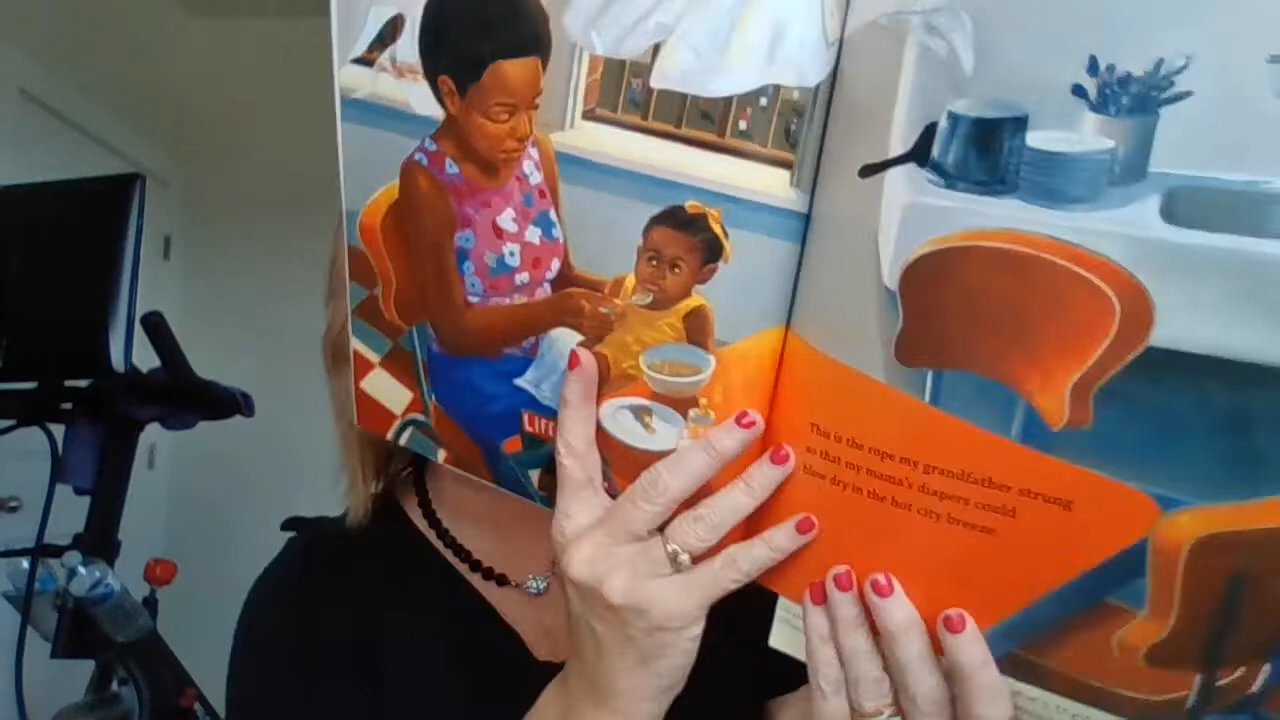 This is the rope my grandfather strung
so that my mama's diapers could
blow dry in the hot city breeze.